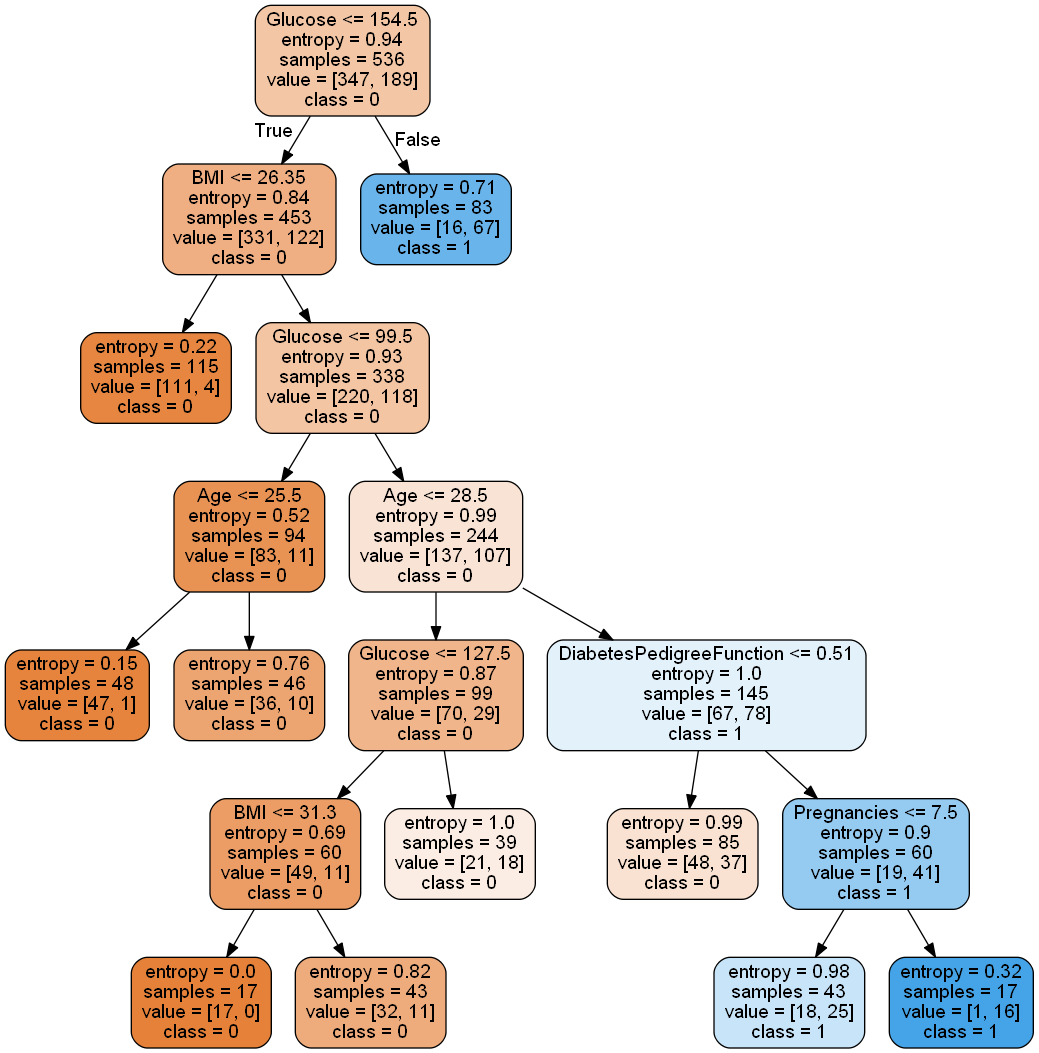 Glucose <= 154.5
entropy = 0.94
samples = 536
value = [347, 189]
class = 0
True
False
BMI <= 26.35
entropy = 0.84
samples = 453
value = [331, 122]
class = 0
entropy = 0.71
samples = 83
value = [16, 67]
class = 1
entropy = 0.22
samples = 115
value = [111, 4]
class = 0
Glucose <= 99.5
entropy = 0.93
samples = 338
value = [220, 118]
class = 0
Age <= 25.5
entropy = 0.52
samples = 94
value = [83, 11]
class = 0
Age <= 28.5
entropy = 0.99
samples = 244
value = [137, 107]
class = 0
entropy = 0.15
samples = 48
value = [47, 1]
class = 0
entropy = 0.76
samples = 46
value = [36, 10]
class = 0
Glucose <= 127.5
entropy = 0.87
samples = 99
value = [70, 29]
class = 0
DiabetesPedigreeFunction <= 0.51
entropy = 1.0
samples = 145
value = [67, 78]
class = 1
BMI <= 31.3
entropy = 0.69
samples = 60
value = [49, 11]
class = 0
entropy = 1.0
samples = 39
value = [21, 18]
class = 0
entropy = 0.99
samples = 85
value = [48, 37]
class = 0
Pregnancies <= 7.5
entropy = 0.9
samples = 60
value = [19, 41]
class = 1
entropy = 0.0
samples = 17
value = [17, 0]
class = 0
entropy = 0.82
samples = 43
value = [32, 11]
class = 0
entropy = 0.98
samples = 43
value = [18, 25]
class = 1
entropy = 0.32
samples = 17
value = [1, 16]
class = 1